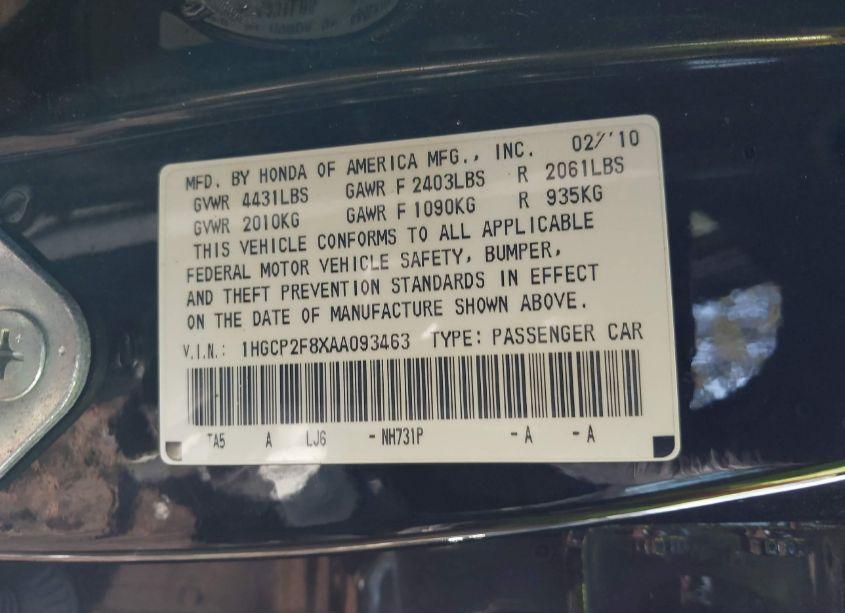 MFD. BY HONDA OF AMERICA MFG., INC. 02/'10
GVWR 4431LBS GAWR F 2403LBS R 2061LBS
GVWR 2010KG GAWR F 1090KG R 935KG
THIS VEHICLE CONFORMS TO ALL APPLICABLE
FEDERAL MOTOR VEHICLE SAFETY, BUMPER,
AND THEFT PREVENTION STANDARDS IN EFFECT
ON THE DATE OF MANUFACTURE SHOWN ABOVE.
V.I.N.: 1HGCP2F8XAA093463 TYPE: PASSENGER CAR
TA5 A LJG -NH731P -A -A